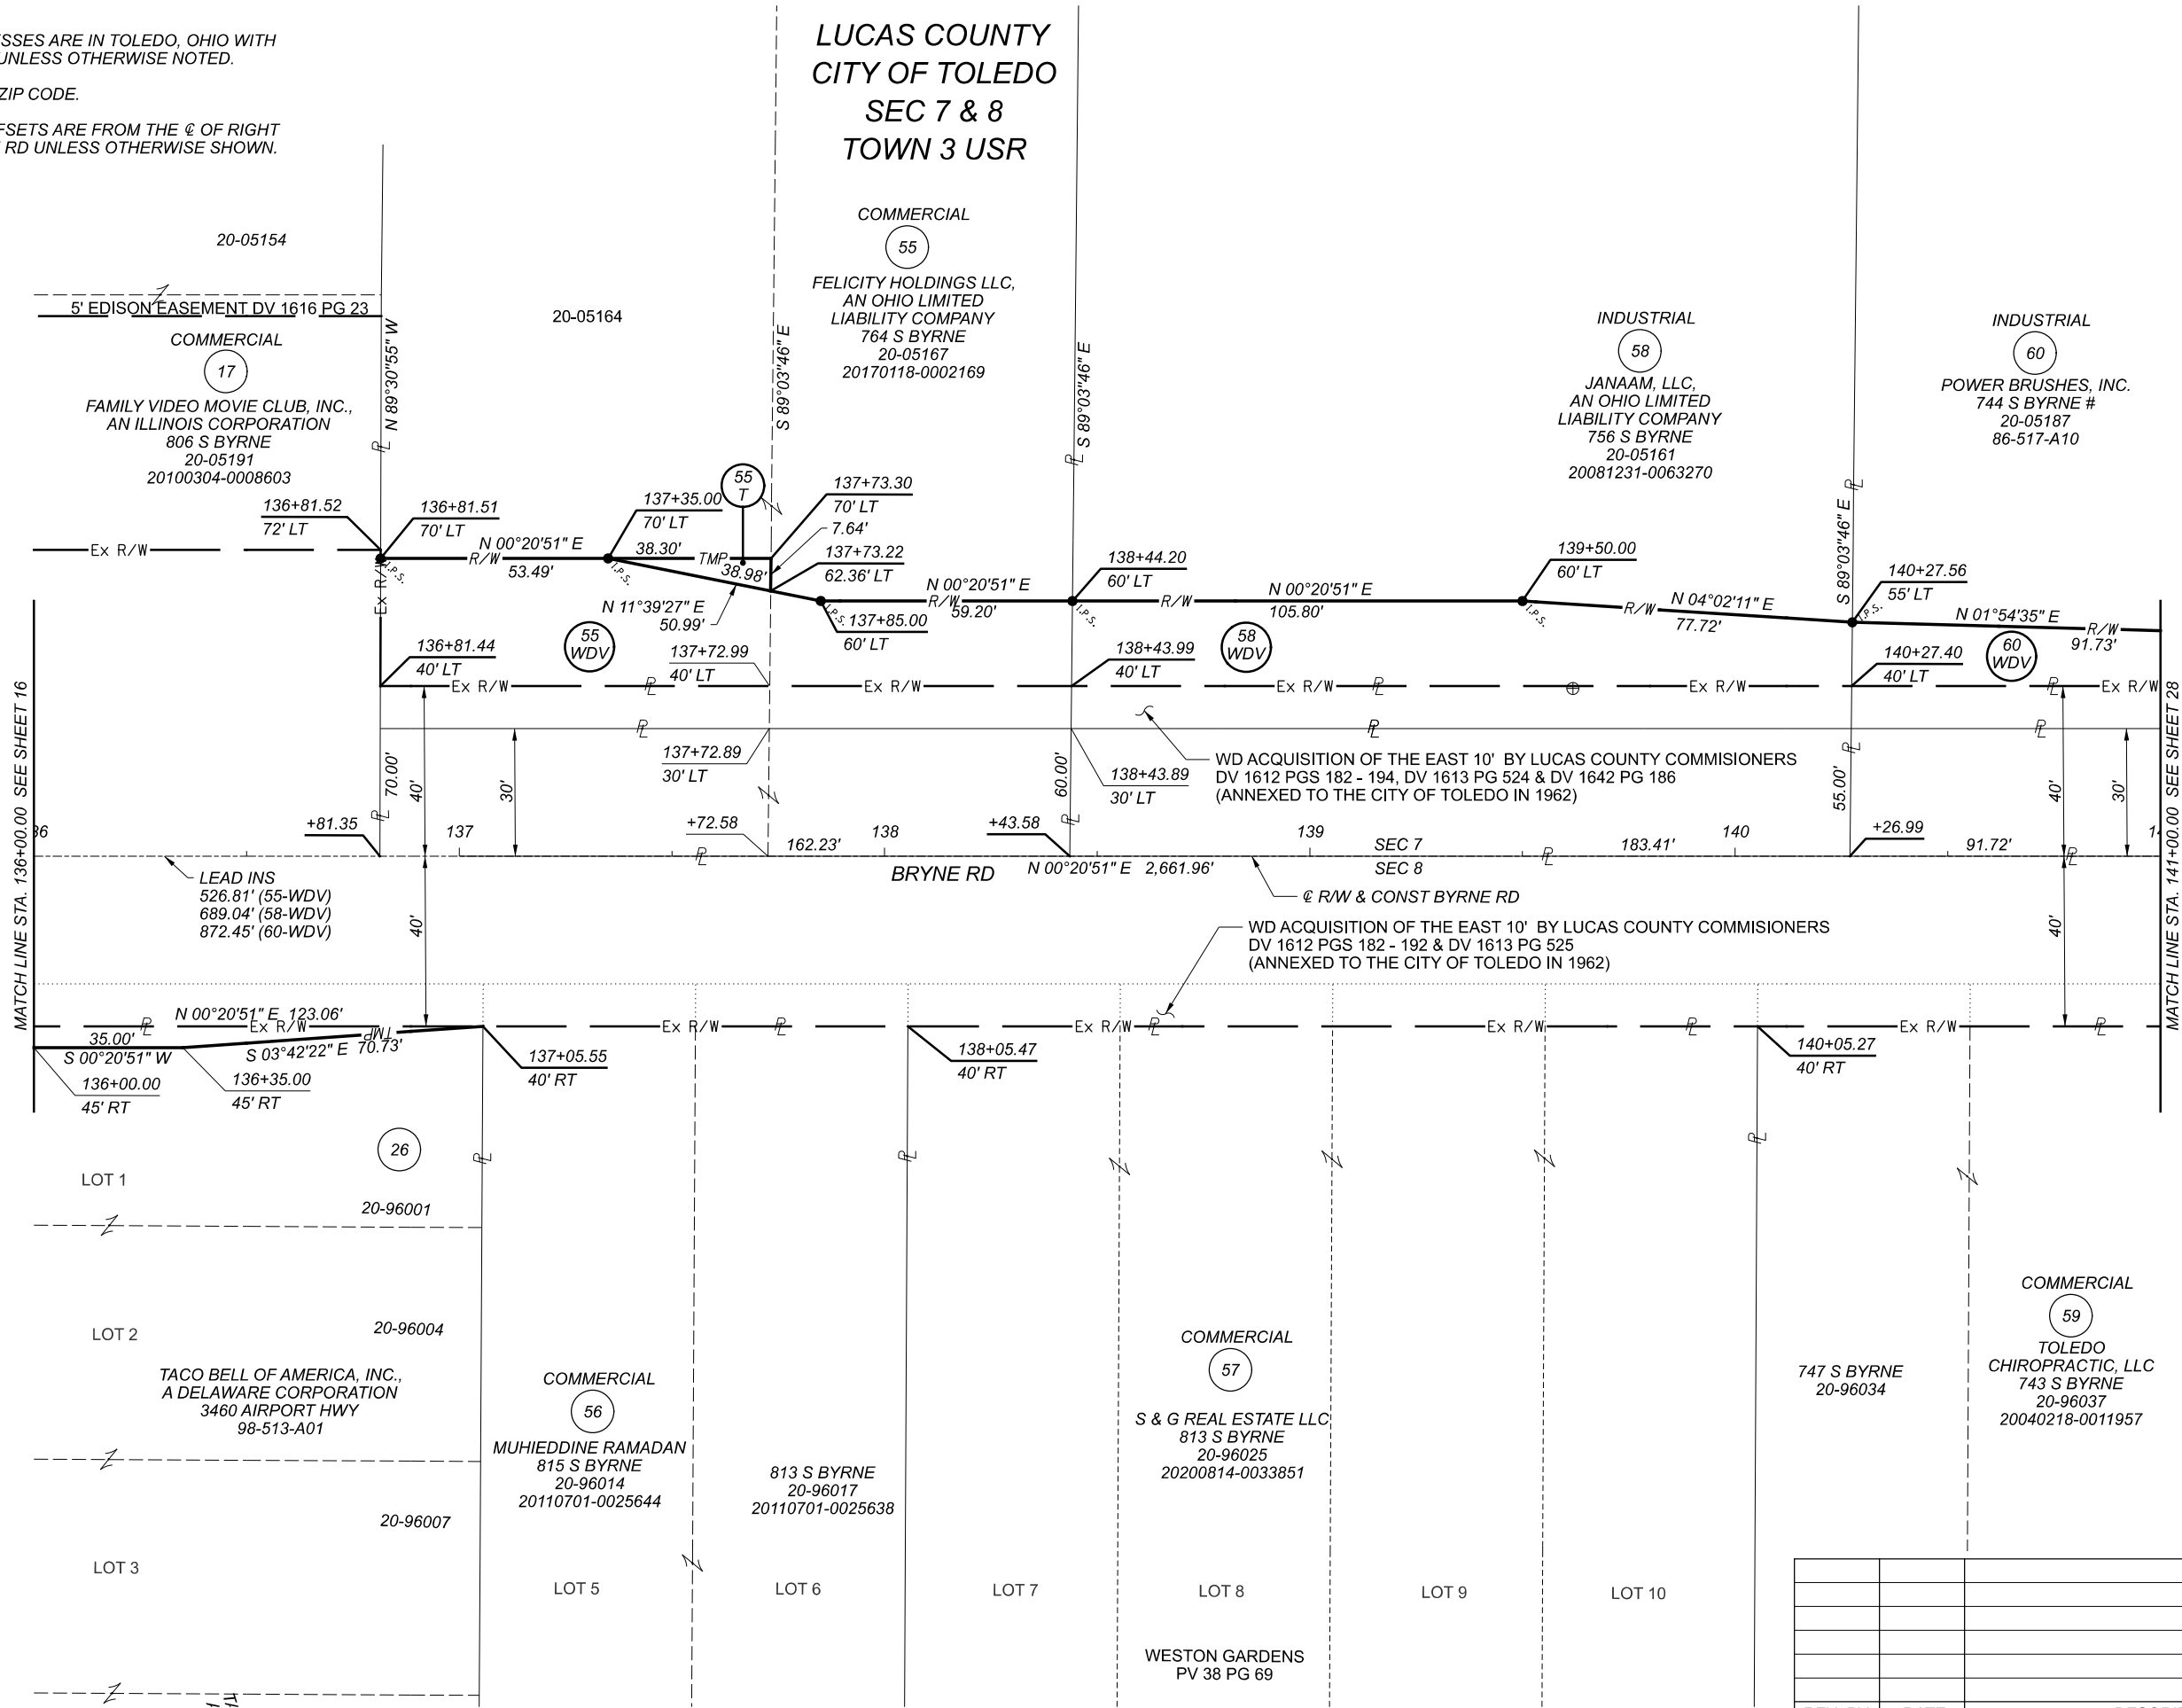 SSES ARE IN TOLEDO, OHIO WITH
UNLESS OTHERWISE NOTED.
ZIP CODE.
FSETS ARE FROM THE ℄ OF RIGHT
RD UNLESS OTHERWISE SHOWN.
LUCAS COUNTY
CITY OF TOLEDO
SEC 7 & 8
TOWN 3 USR
20-05154
5' EDISON EASEMENT DV 1616 PG 23
COMMERCIAL
17
FAMILY VIDEO MOVIE CLUB, INC.,
AN ILLINOIS CORPORATION
806 S BYRNE
20-05191
20100304-0008603
N 89°30'55" W
20-05164
COMMERCIAL
55
FELICITY HOLDINGS LLC,
AN OHIO LIMITED
LIABILITY COMPANY
764 S BYRNE
20-05167
20170118-0002169
S 89°03'46" E
S 89°03'46" E
INDUSTRIAL
58
JANAAM, LLC,
AN OHIO LIMITED
LIABILITY COMPANY
756 S BYRNE
20-05161
20081231-0063270
S 89°03'46" E
INDUSTRIAL
60
POWER BRUSHES, INC.
744 S BYRNE #
20-05187
86-517-A10
136+81.52
72' LT
136+81.51
70' LT
137+35.00
70' LT
55
T
137+73.30
70' LT
7.64'
137+73.22
62.36' LT
138+44.20
60' LT
139+50.00
60' LT
140+27.56
55' LT
Ex R/W
Ex R/W
I.P.S.
N 00°20'51" E
R/W
53.49'
I.P.S.
38.30'
TMP
38.98'
N 11°39'27" E
50.99'
I.P.S.
137+85.00
60' LT
N 00°20'51" E
R/W
59.20'
I.P.S.
R/W
N 00°20'51" E
105.80'
I.P.S.
R/W
N 04°02'11" E
77.72'
I.P.S.
N 01°54'35" E
R/W
91.73'
136+81.44
40' LT
55
WDV
137+72.99
40' LT
138+43.99
40' LT
58
WDV
140+27.40
40' LT
60
WDV
Ex R/W
Ex R/W
Ex R/W
Ex R/W
Ex R/W
MATCH LINE STA. 136+00.00 SEE SHEET 16
MATCH LINE STA. 141+00.00 SEE SHEET 28
70.00'
40'
30'
137+72.89
30' LT
60.00'
138+43.89
30' LT
WD ACQUISITION OF THE EAST 10' BY LUCAS COUNTY COMMISIONERS
DV 1612 PGS 182 - 194, DV 1613 PG 524 & DV 1642 PG 186
(ANNEXED TO THE CITY OF TOLEDO IN 1962)
55.00'
40'
30'
36
+81.35
137
+72.58
162.23'
138
+43.58
139
SEC 7
SEC 8
183.41'
140
+26.99
91.72'
14
BRYNE RD
N 00°20'51" E 2,661.96'
℄ R/W & CONST BYRNE RD
LEAD INS
526.81' (55-WDV)
689.04' (58-WDV)
872.45' (60-WDV)
40'
40'
WD ACQUISITION OF THE EAST 10' BY LUCAS COUNTY COMMISIONERS
DV 1612 PGS 182 - 192 & DV 1613 PG 525
(ANNEXED TO THE CITY OF TOLEDO IN 1962)
N 00°20'51" E 123.06'
Ex R/W
Ex R/W
Ex R/W
Ex R/W
Ex R/W
35.00'
S 00°20'51" W
S 03°42'22" E 70.73'
TMP
136+00.00
45' RT
136+35.00
45' RT
137+05.55
40' RT
138+05.47
40' RT
140+05.27
40' RT
26
LOT 1
20-96001
LOT 2
20-96004
TACO BELL OF AMERICA, INC.,
A DELAWARE CORPORATION
3460 AIRPORT HWY
98-513-A01
20-96007
LOT 3
COMMERCIAL
56
MUHIEDDINE RAMADAN
815 S BYRNE
20-96014
20110701-0025644
813 S BYRNE
20-96017
20110701-0025638
COMMERCIAL
57
S & G REAL ESTATE LLC
813 S BYRNE
20-96025
20200814-0033851
747 S BYRNE
20-96034
COMMERCIAL
59
TOLEDO
CHIROPRACTIC, LLC
743 S BYRNE
20-96037
20040218-0011957
LOT 5
LOT 6
LOT 7
LOT 8
LOT 9
LOT 10
WESTON GARDENS
PV 38 PG 69